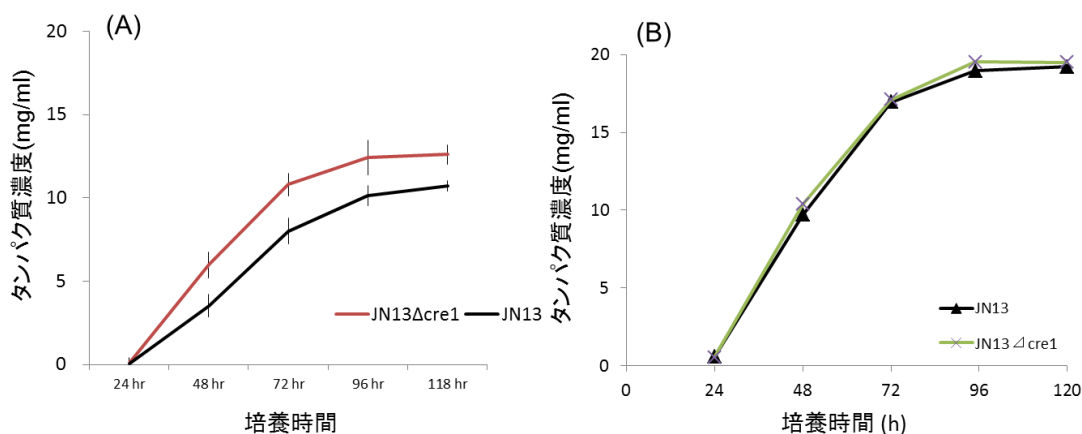 (A)
タンパク質濃度(mg/ml)
20
15
10
5
0
24 hr 48 hr 72 hr 96 hr 118 hr
培養時間
JN13Δcre1 JN13
(B)
タンパク質濃度(mg/ml)
20
15
10
5
0
0 24 48 72 96 120
培養時間 (h)
JN13
JN13⊿cre1